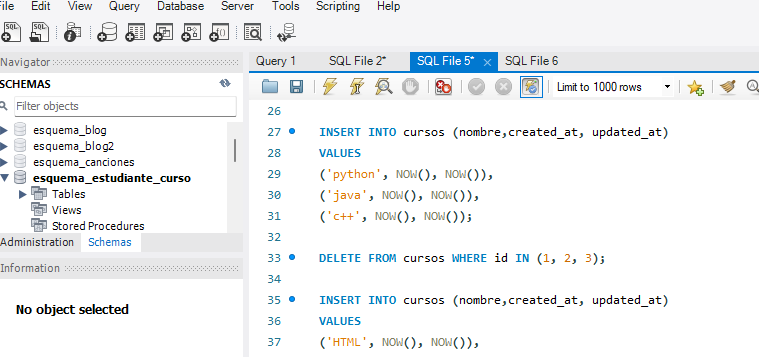 File Edit View Query Database Server Tools Scripting Help
SQL SQL
Navigator
SCHEMAS
Filter objects
esquema_blog
esquema_blog2
esquema_canciones
esquema_estudiante_curso
Tables
Views
Stored Procedures
Administration Schemas
Information
No object selected
Query 1 SQL File 2* SQL File 5* SQL File 6
Limit to 1000 rows
26
27 INSERT INTO cursos (nombre,created_at, updated_at)
28 VALUES
29 ('python', NOW(), NOW()),
30 ('java', NOW(), NOW()),
31 ('c++', NOW(), NOW());
32
33 DELETE FROM cursos WHERE id IN (1, 2, 3);
34
35 INSERT INTO cursos (nombre,created_at, updated_at)
36 VALUES
37 ('HTML', NOW(), NOW()),